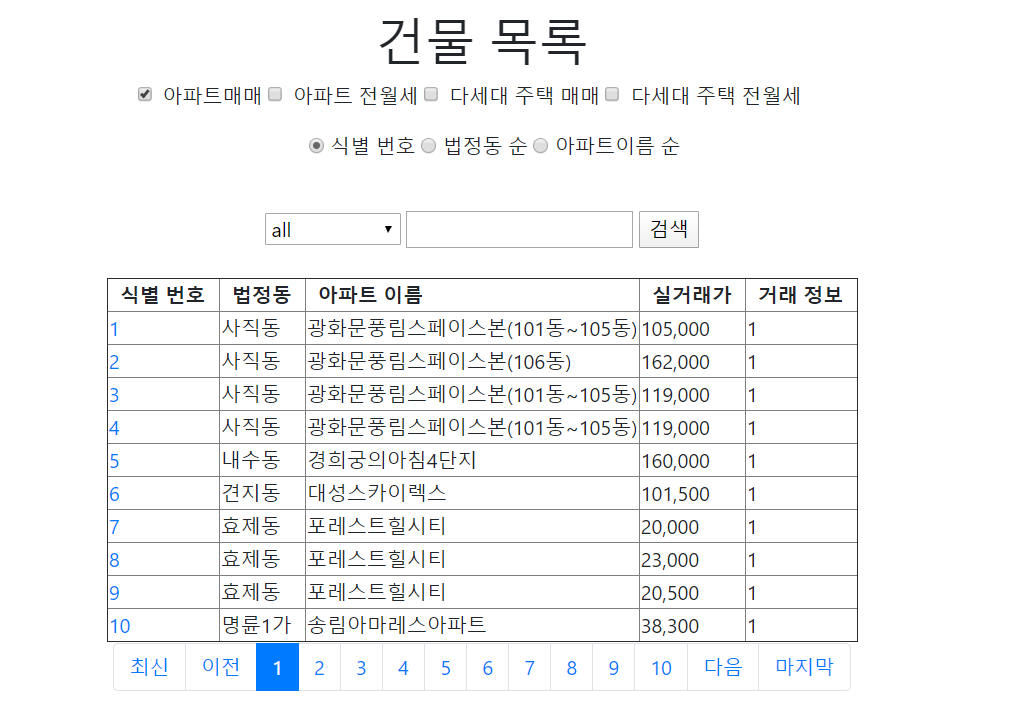 건물 목록
아파트매매 아파트 전월세 다세대 주택 매매 다세대 주택 전월세
식별 번호 법정동 순 아파트이름 순
all 검색
식별 번호 법정동 아파트 이름 실거래가 거래 정보
1 사직동 광화문풍림스페이스본(101동~105동) 105,000 1
2 사직동 광화문풍림스페이스본(106동) 162,000 1
3 사직동 광화문풍림스페이스본(101동~105동) 119,000 1
4 사직동 광화문풍림스페이스본(101동~105동) 119,000 1
5 내수동 경희궁의아침4단지 160,000 1
6 견지동 대성스카이렉스 101,500 1
7 효제동 포레스트힐시티 20,000 1
8 효제동 포레스트힐시티 23,000 1
9 효제동 포레스트힐시티 20,500 1
10 명륜1가 송림아마레스아파트 38,300 1
최신 이전 1 2 3 4 5 6 7 8 9 10 다음 마지막